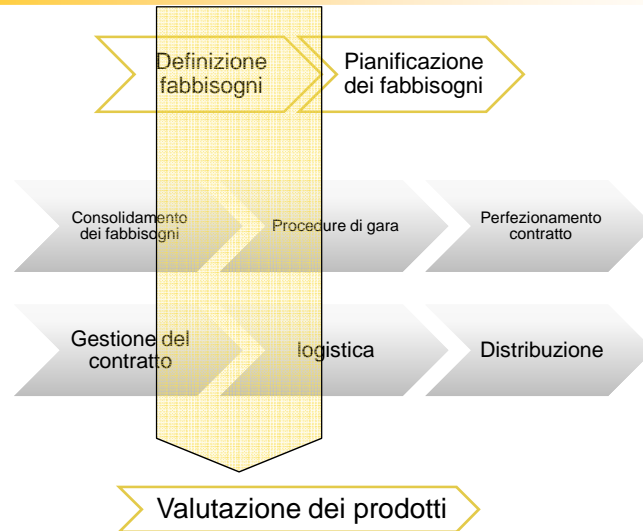 Definizione
fabbisogni
Pianificazione
dei fabbisogni
Consolidamento
dei fabbisogni
Procedure di gara
Perfezionamento
contratto
Gestione del
contratto
logistica
Distribuzione
Valutazione dei prodotti